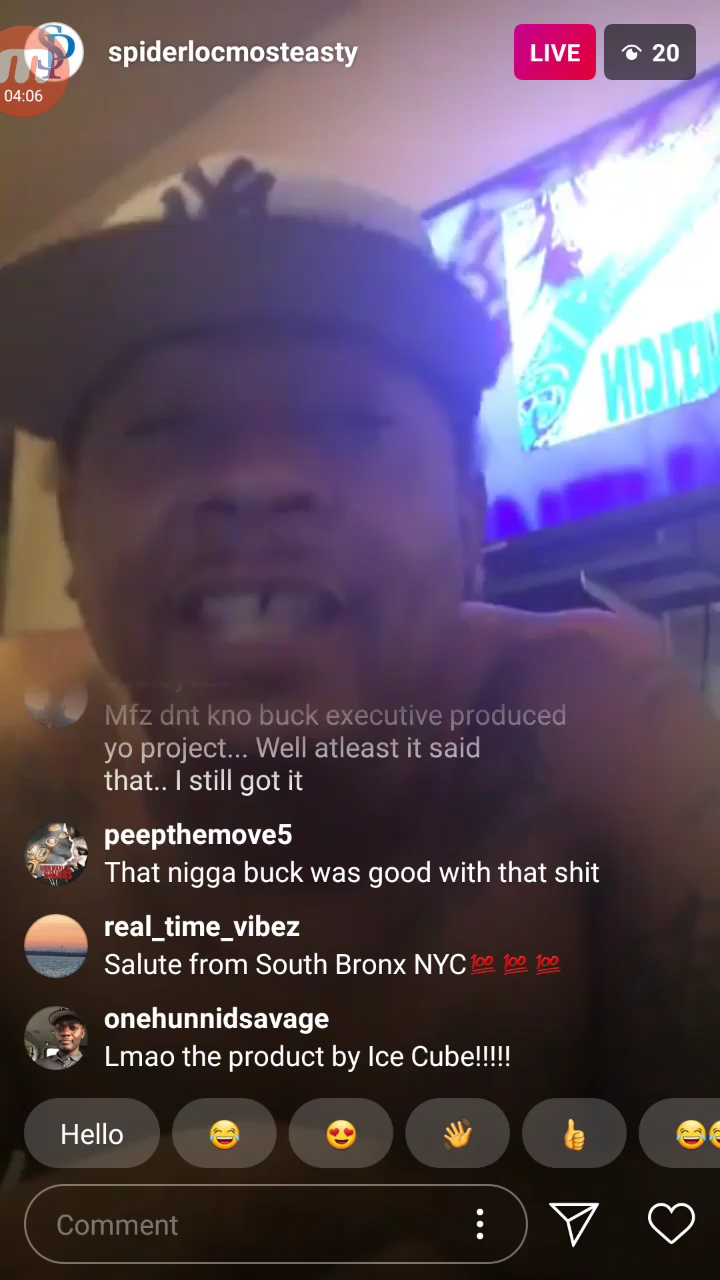 spiderlocmosteasty
LIVE
20
04:06
Mfz dnt kno buck executive produced
yo project... Well atleast it said
that.. I still got it
peepthemove5
That nigga buck was good with that shit
real_time_vibez
Salute from South Bronx NYC💯💯💯
onehunnidsavage
Lmao the product by Ice Cube!!!!!
Hello
Comment